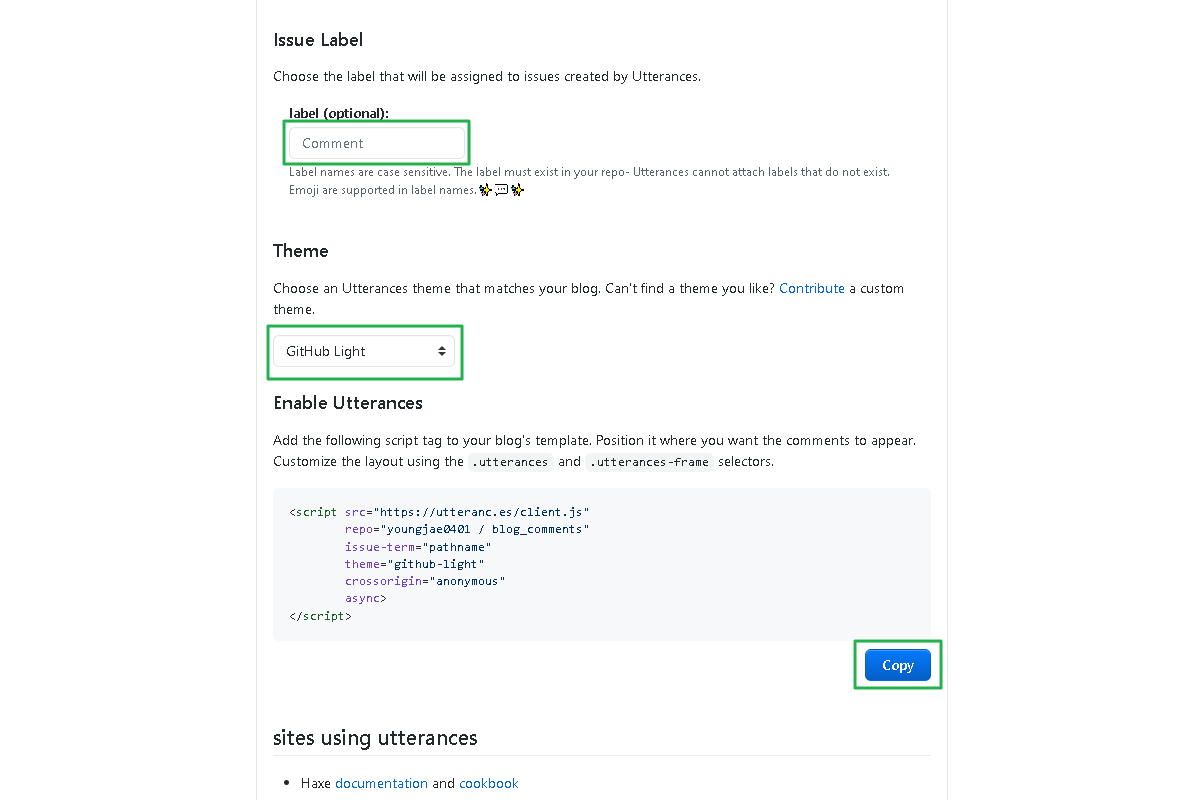 Issue Label
Choose the label that will be assigned to issues created by Utterances.
label (optional):
Comment
Label names are case sensitive. The label must exist in your repo- Utterances cannot attach labels that do not exist.
Emoji are supported in label names. ✨💬✨
Theme
Choose an Utterances theme that matches your blog. Can't find a theme you like? Contribute a custom
theme.
GitHub Light
Enable Utterances
Add the following script tag to your blog's template. Position it where you want the comments to appear.
Customize the layout using the .utterances and .utterances-frame selectors.
<script src="https://utteranc.es/client.js"
        repo="youngjae0401 / blog_comments"
        issue-term="pathname"
        theme="github-light"
        crossorigin="anonymous"
        async>
</script>
Copy
sites using utterances
• Haxe documentation and cookbook